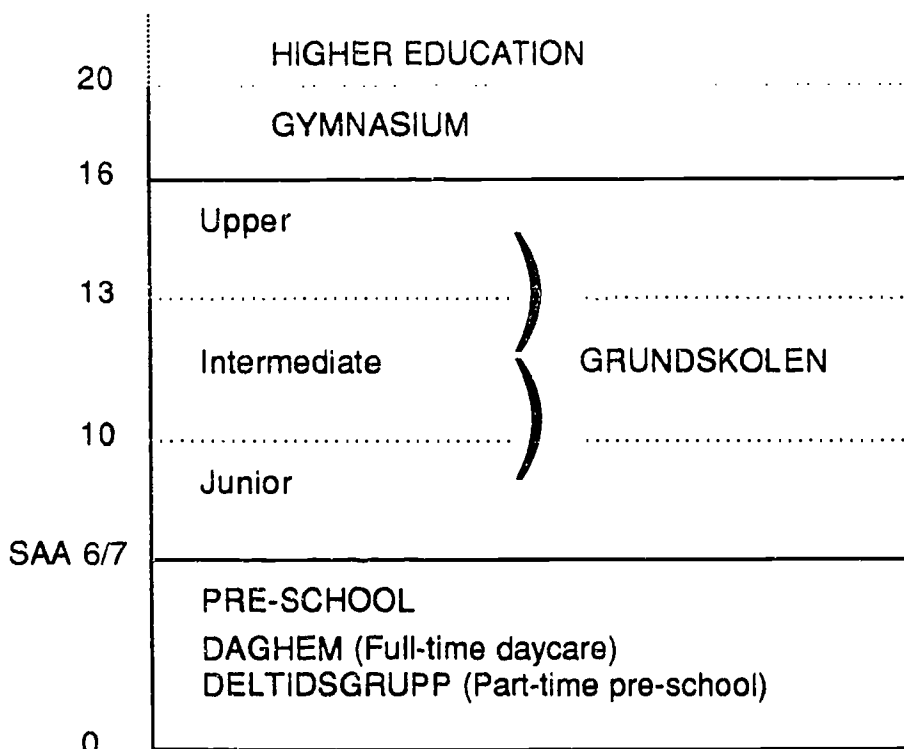 HIGHER EDUCATION
20
GYMNASIUM
16
Upper
13
Intermediate GRUNDSKOLEN
10
Junior
SAA 6/7
PRE-SCHOOL
DAGHEM (Full-time daycare)
DELTIDSGRUPP (Part-time pre-school)
0